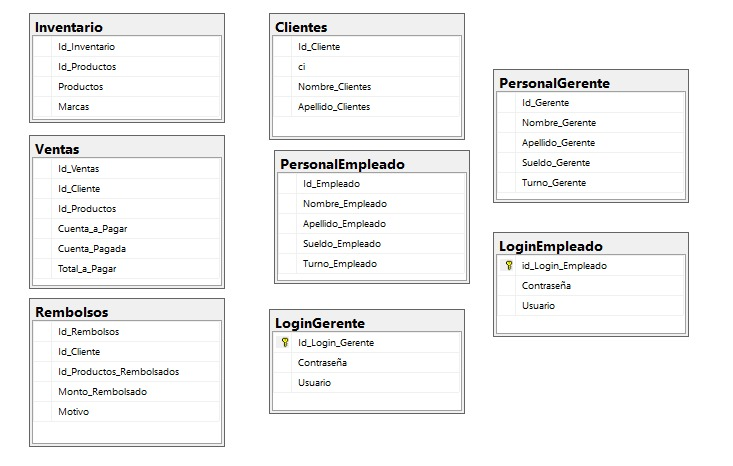 Inventario
Id_Inventario
Id_Productos
Productos
Marcas
Ventas
Id_Ventas
Id_Cliente
Id_Productos
Cuenta_a_Pagar
Cuenta_Pagada
Total_a_Pagar
Rembolsos
Id_Rembolsos
Id_Cliente
Id_Productos_Rembolsados
Monto_Rembolsado
Motivo
Clientes
Id_Cliente
ci
Nombre_Clientes
Apellido_Clientes
PersonalEmpleado
Id_Empleado
Nombre_Empleado
Apellido_Empleado
Sueldo_Empleado
Turno_Empleado
LoginGerente
Id_Login_Gerente
Contraseña
Usuario
PersonalGerente
Id_Gerente
Nombre_Gerente
Apellido_Gerente
Sueldo_Gerente
Turno_Gerente
LoginEmpleado
id_Login_Empleado
Contraseña
Usuario